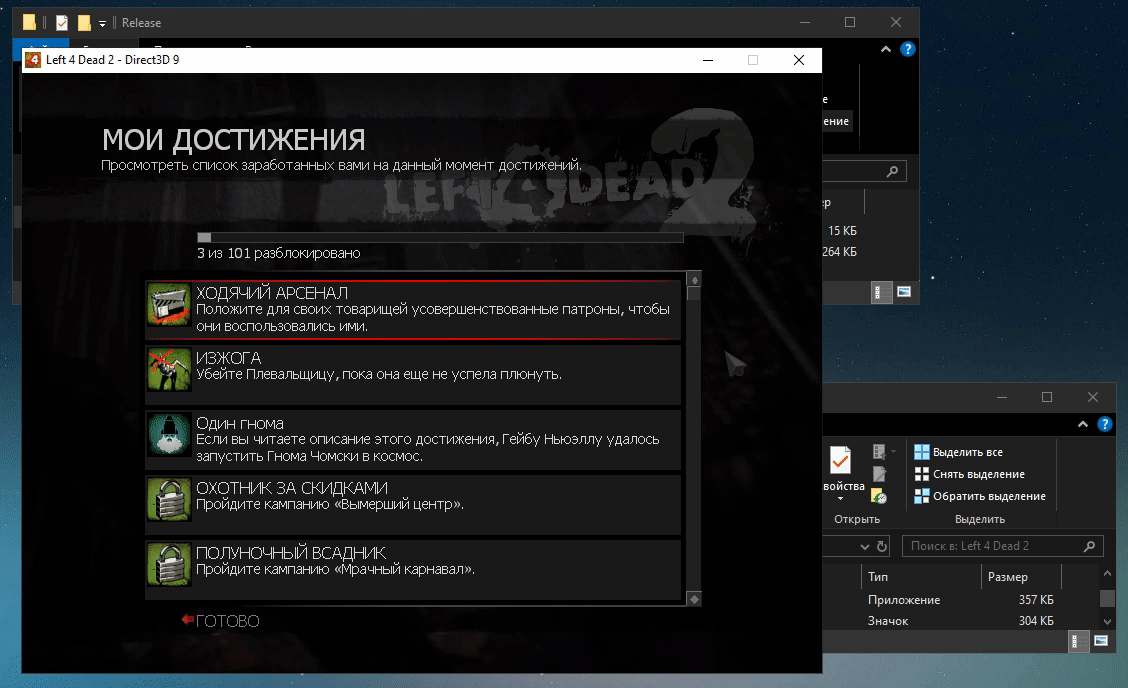 Release
Left 4 Dead 2 - Direct3D 9
МОИ ДОСТИЖЕНИЯ
Просмотреть список заработанных вами на данный момент достижений.
LEFT 4 DEAD 2
3 из 101 разблокировано
ХОДЯЧИЙ АРСЕНАЛ
Положите для своих товарищей усовершенствованные патроны, чтобы
они воспользовались ими.
ИЗЖОГА
Убейте Плевальщицу, пока она еще не успела плюнуть.
Один гнома
Если вы читаете описание этого достижения, Гейбу Ньюэллу удалось
запустить Гнома Чомски в космос.
ОХОТНИК ЗА СКИДКАМИ
Пройдите кампанию «Вымерший центр».
ПОЛУНОЧНЫЙ ВСАДНИК
Пройдите кампанию «Мрачный карнавал».
ГОТОВО
е
ение
ер
15 КБ
264 КБ
войства
Открыть
Выделить все
Снять выделение
Обратить выделение
Выделить
Поиск в: Left 4 Dead 2
Тип
Размер
Приложение
357 КБ
Значок
304 КБ